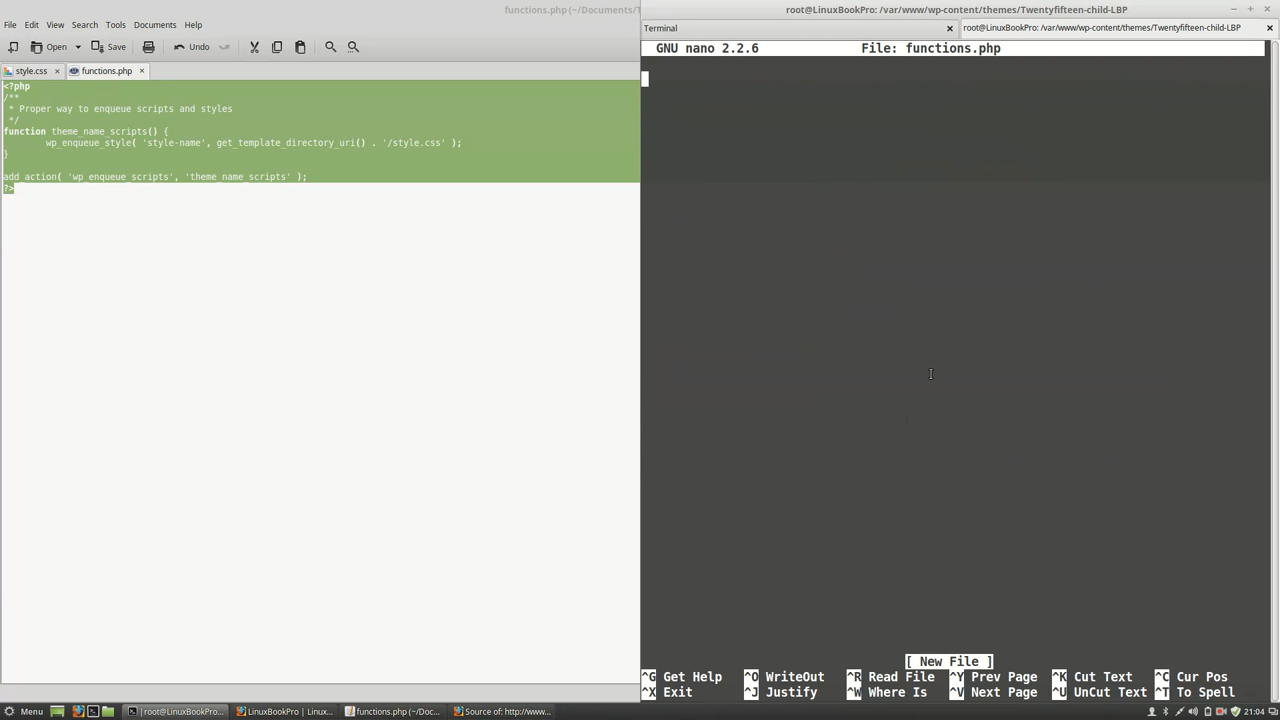 functions.php (~/Documents/T
root@LinuxBookPro: /var/www/wp-content/themes/Twentyfifteen-child-LBP
File Edit View Search Tools Documents Help
Terminal
root@LinuxBookPro: /var/www/wp-content/themes/Twentyfifteen-child-LBP
Open Save Undo
GNU nano 2.2.6 File: functions.php
style.css functions.php
<?php
/**
* Proper way to enqueue scripts and styles
*/
function theme_name_scripts() {
wp_enqueue_style( 'style-name', get_template_directory_uri() . '/style.css' );
}
add_action( 'wp_enqueue_scripts', 'theme_name_scripts' );
?>
[ New File ]
^G Get Help ^O WriteOut ^R Read File ^Y Prev Page ^K Cut Text ^C Cur Pos
^X Exit ^J Justify ^W Where Is ^V Next Page ^U UnCut Text ^T To Spell
Menu [root@LinuxBookPro:... LinuxBookPro | Linux... functions.php (~/Doc... Source of: http://www... 21:04